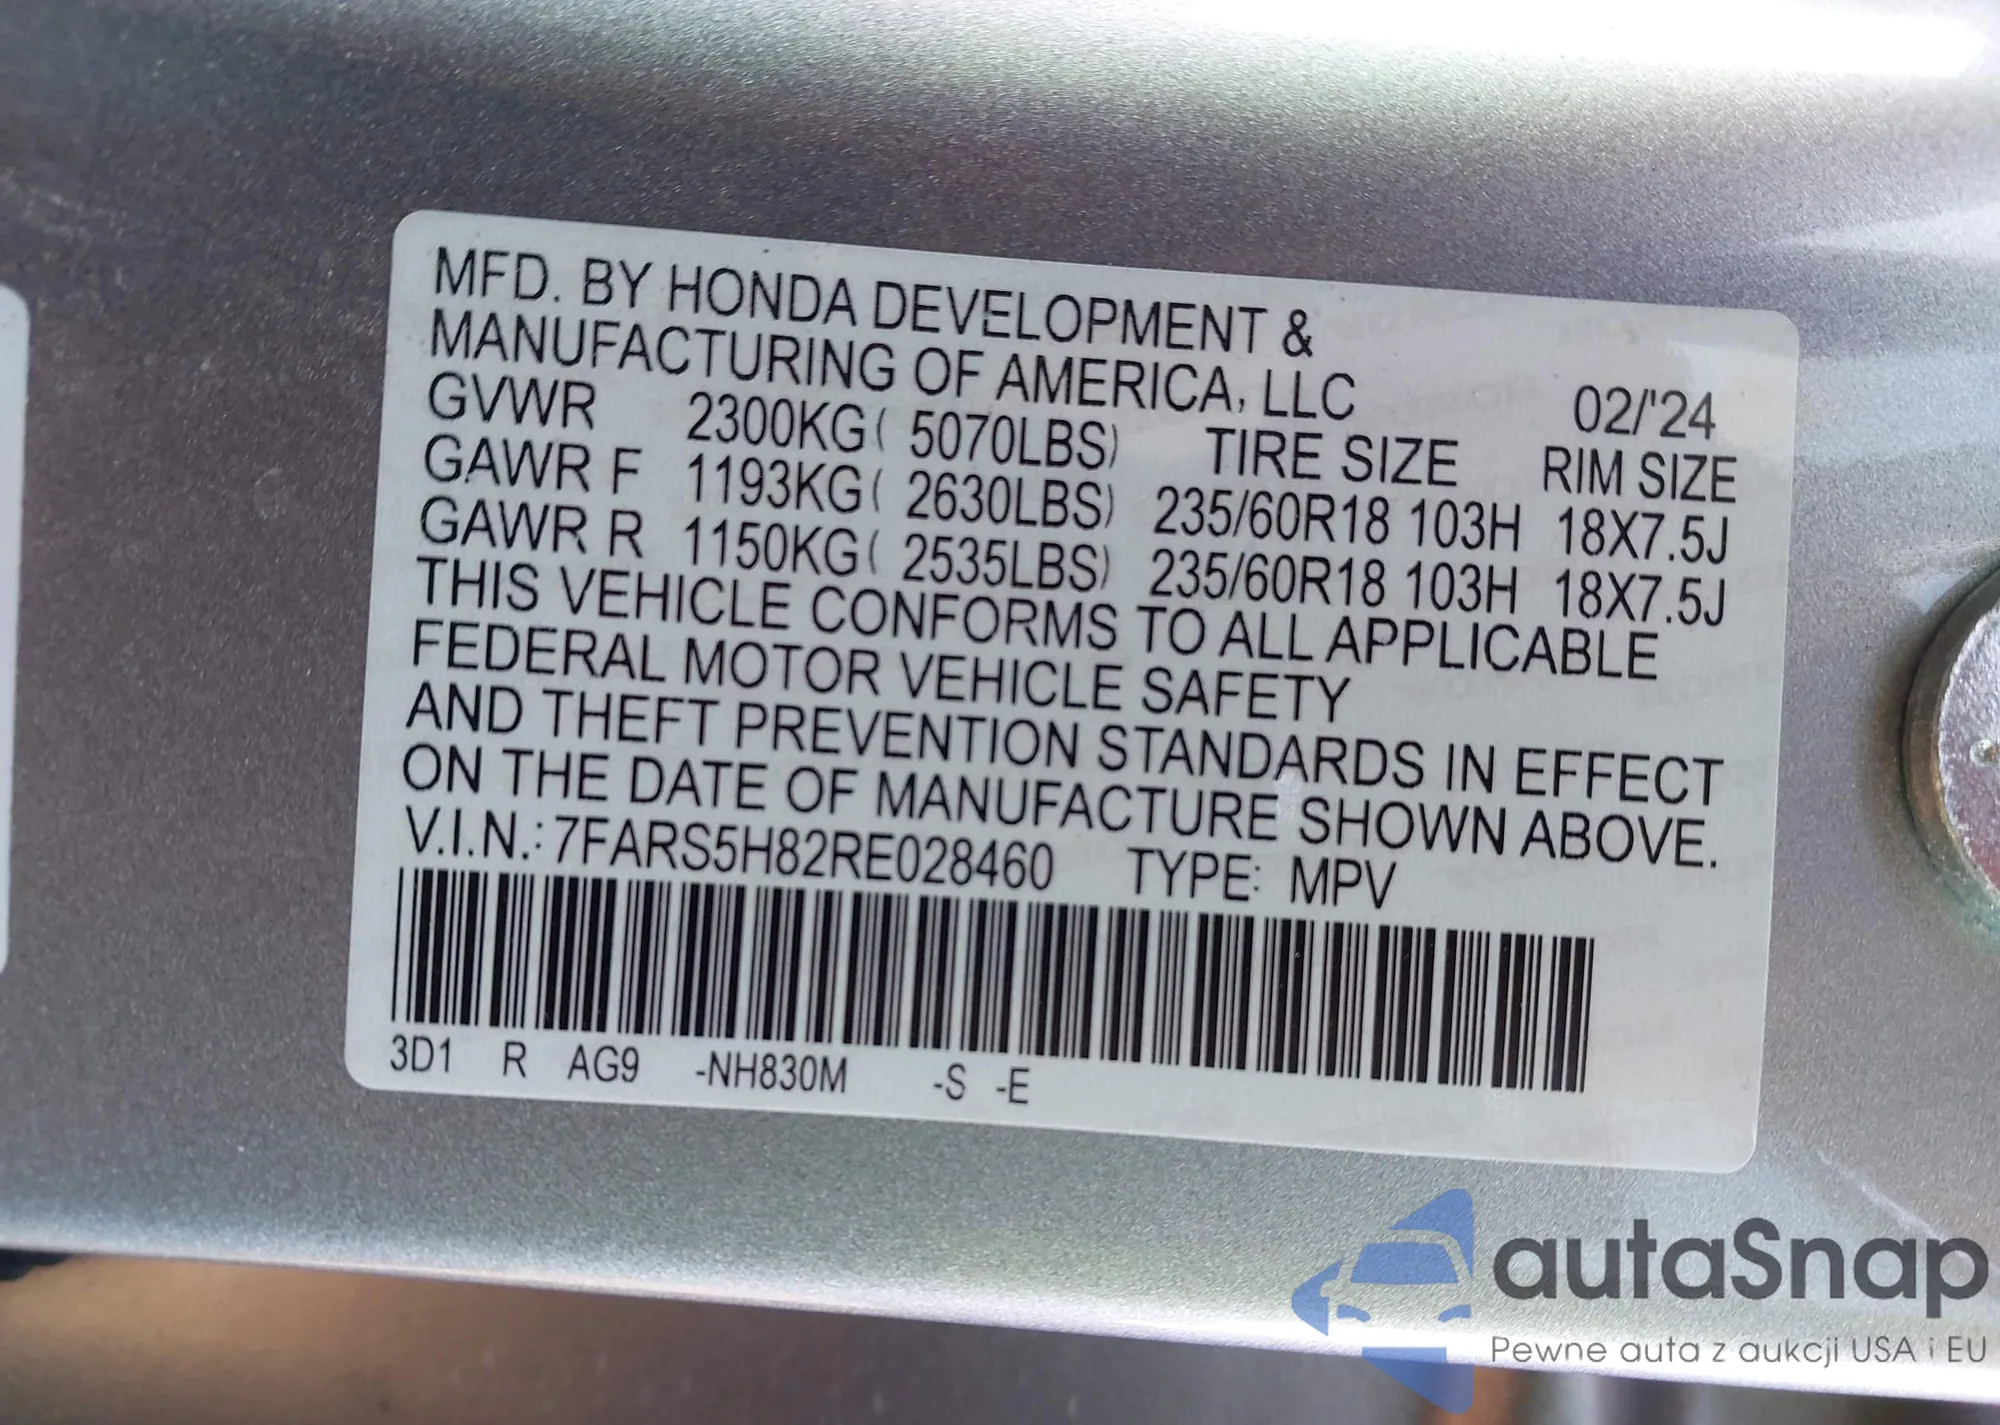 MFD. BY HONDA DEVELOPMENT &
MANUFACTURING OF AMERICA, LLC 02/'24
GVWR 2300KG( 5070LBS) TIRE SIZE RIM SIZE
GAWR F 1193KG( 2630LBS) 235/60R18 103H 18X7.5J
GAWR R 1150KG( 2535LBS) 235/60R18 103H 18X7.5J
THIS VEHICLE CONFORMS TO ALL APPLICABLE
FEDERAL MOTOR VEHICLE SAFETY
AND THEFT PREVENTION STANDARDS IN EFFECT
ON THE DATE OF MANUFACTURE SHOWN ABOVE.
V.I.N.: 7FARS5H82RE028460 TYPE: MPV
3D1 R AG9 -NH830M -S -E
autaSnap
Pewne auta z aukcji USA i EU